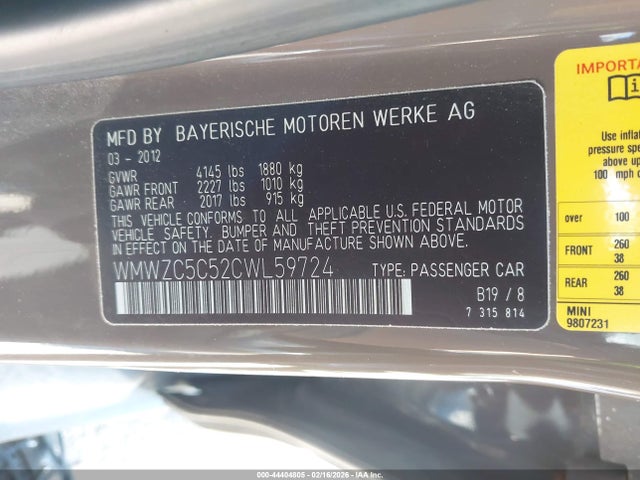 MFD BY BAYERISCHE MOTOREN WERKE AG
03 - 2012
GVWR 4145 lbs 1880 kg
GAWR FRONT 2227 lbs 1010 kg
GAWR REAR 2017 lbs 915 kg
THIS VEHICLE CONFORMS TO ALL APPLICABLE U.S. FEDERAL MOTOR
VEHICLE SAFETY, BUMPER AND THEFT PREVENTION STANDARDS
IN EFFECT ON THE DATE OF MANUFACTURE SHOWN ABOVE.
WMWZC5C52CWL59724 TYPE: PASSENGER CAR
B19 / 8
7 315 814
IMPORTA
Use inflat
pressure spe
above up
100 mph o
over 100
FRONT 260
38
REAR 260
38
MINI
9807231
000-44404805 - 02/16/2026 - Copyright IAA, LLC